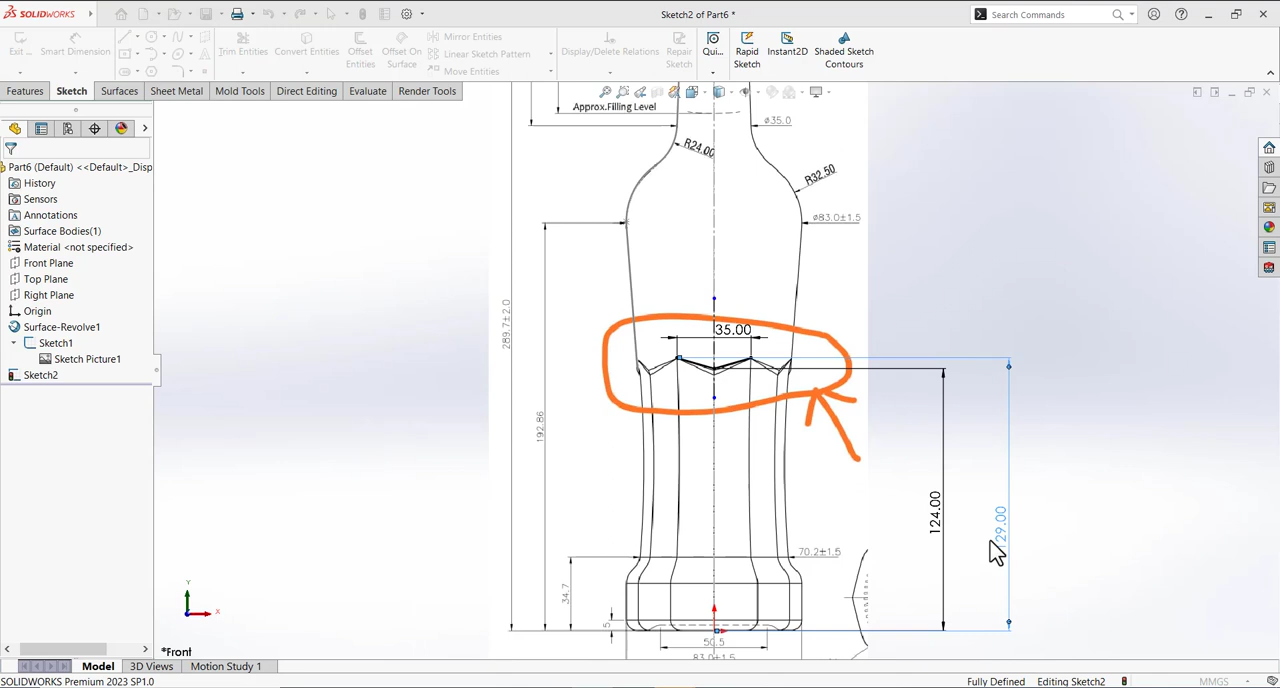 SOLIDWORKS
Sketch2 of Part6 *
Search Commands
Exit ...
Smart Dimension
Trim Entities
Convert Entities
Offset
Entities
Offset On
Surface
Mirror Entities
Linear Sketch Pattern
Move Entities
Display/Delete Relations
Repair
Sketch
Qui...
Rapid
Sketch
Instant2D
Shaded Sketch
Contours
Features
Sketch
Surfaces
Sheet Metal
Mold Tools
Direct Editing
Evaluate
Render Tools
Part6 (Default) <<Default>_Disp
History
Sensors
Annotations
Surface Bodies(1)
Material <not specified>
Front Plane
Top Plane
Right Plane
Origin
Surface-Revolve1
Sketch1
Sketch Picture1
Sketch2
Approx.Filling Level
ø35.0
R24.00
R32.50
ø83.0±1.5
289.7±2.0
35.00
192.86
124.00
129.00
70.2±1.5
34.7
5
50.5
83.0±1.5
Y
X
*Front
Model
3D Views
Motion Study 1
SOLIDWORKS Premium 2023 SP1.0
Fully Defined
Editing Sketch2
MMGS